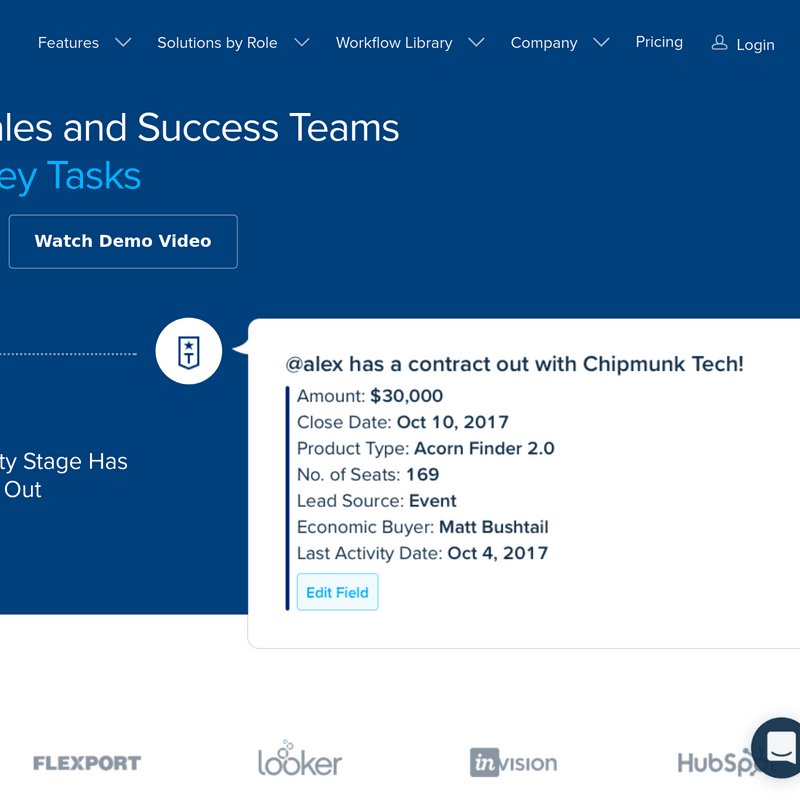 Features
Solutions by Role
Workflow Library
Company
Pricing
Login
ales and Success Teams
ey Tasks
Watch Demo Video
T
@alex has a contract out with Chipmunk Tech!
Amount: $30,000
Close Date: Oct 10, 2017
Product Type: Acorn Finder 2.0
No. of Seats: 169
Lead Source: Event
Economic Buyer: Matt Bushtail
Last Activity Date: Oct 4, 2017
Edit Field
ty Stage Has
Out
FLEXPORT
looker
invision
HubSpot